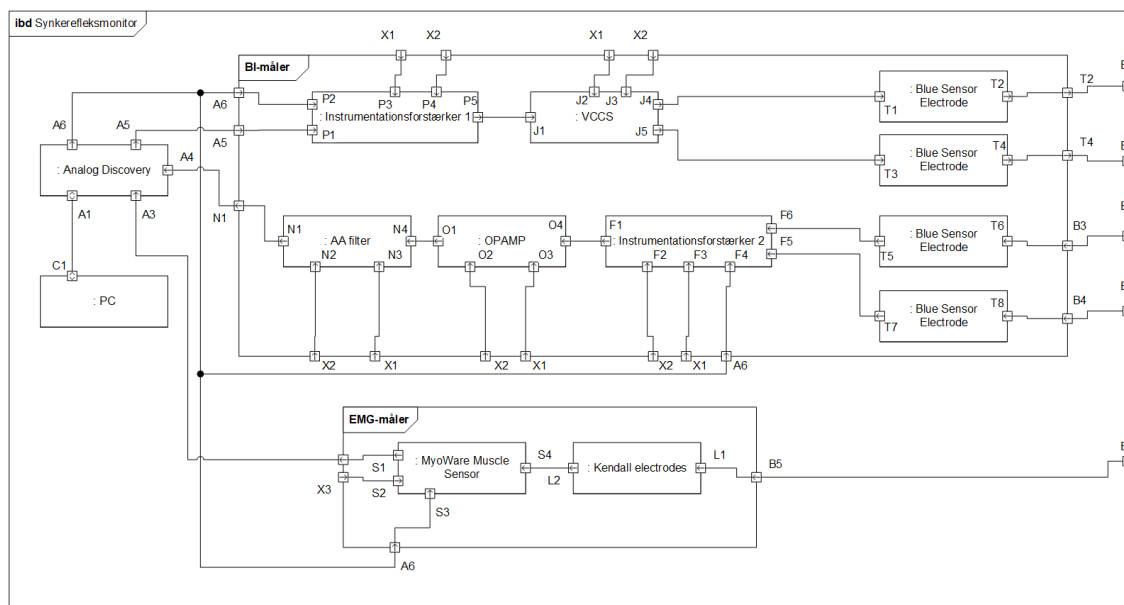 ibd Synkerefleksmonitor
X1
X2
X1
X2
BI-måler
B
T2
A6
P2
P3
P4
P5
: Instrumentationsforstærker 1
P1
J2
J3
J4
: VCCS
J1
J5
: Blue Sensor
Electrode
T1
T2
A6
A5
A5
A4
: Analog Discovery
A1
A3
: Blue Sensor
Electrode
T3
T4
T4
B
N1
N1
: AA filter
N4
N2
N3
O1
: OPAMP
O4
O2
O3
F1
: Instrumentationsforstærker 2
F2
F3
F4
F6
F5
: Blue Sensor
Electrode
T5
T6
B3
B
C1
: PC
: Blue Sensor
Electrode
T7
T8
B4
B
X2
X1
X2
X1
X2
X1
A6
EMG-måler
S1
: MyoWare Muscle
Sensor
S4
L2
: Kendall electrodes
L1
B5
B
X3
S2
S3
A6